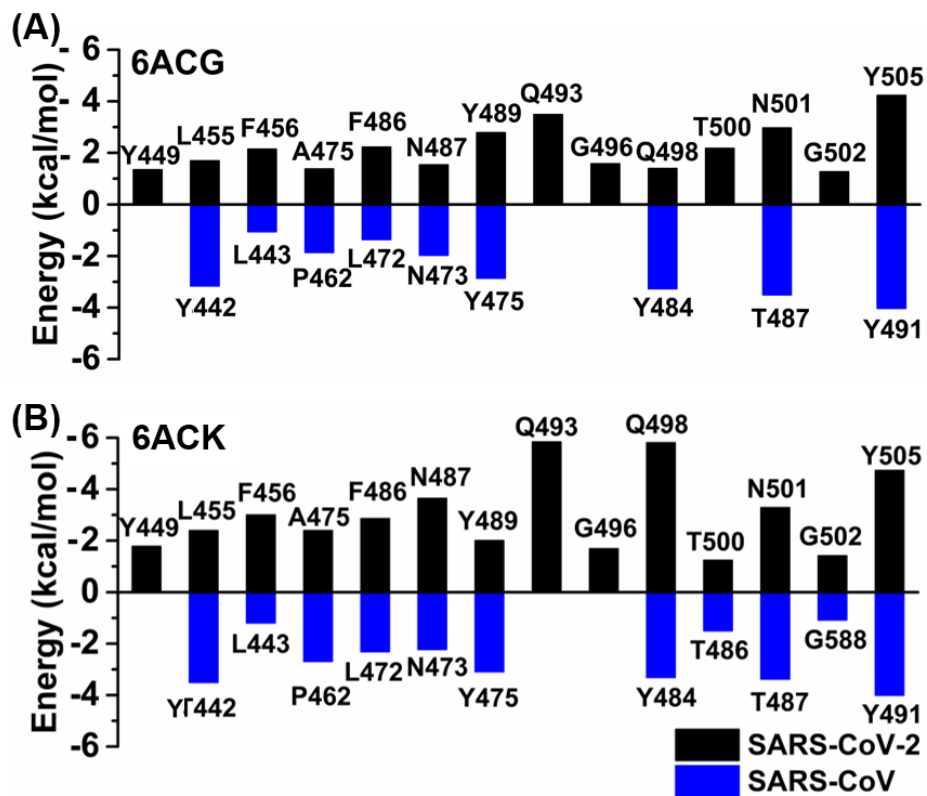 (A)
6ACG
Energy (kcal/mol)
- 6
- 4
- 2
0
-2
-4
-6
Y449
L455
F456
A475
F486
N487
Y489
Q493
G496
Q498
T500
N501
G502
Y505
Y442
L443
P462
L472
N473
Y475
Y484
T487
Y491
(B)
6ACK
Energy (kcal/mol)
-6
-4
-2
0
-2
-4
-6
Y449
L455
F456
A475
F486
N487
Y489
Q493
G496
Q498
T500
N501
G502
Y505
YT442
L443
P462
L472
N473
Y475
Y484
T486
T487
G588
Y491
SARS-CoV-2
SARS-CoV